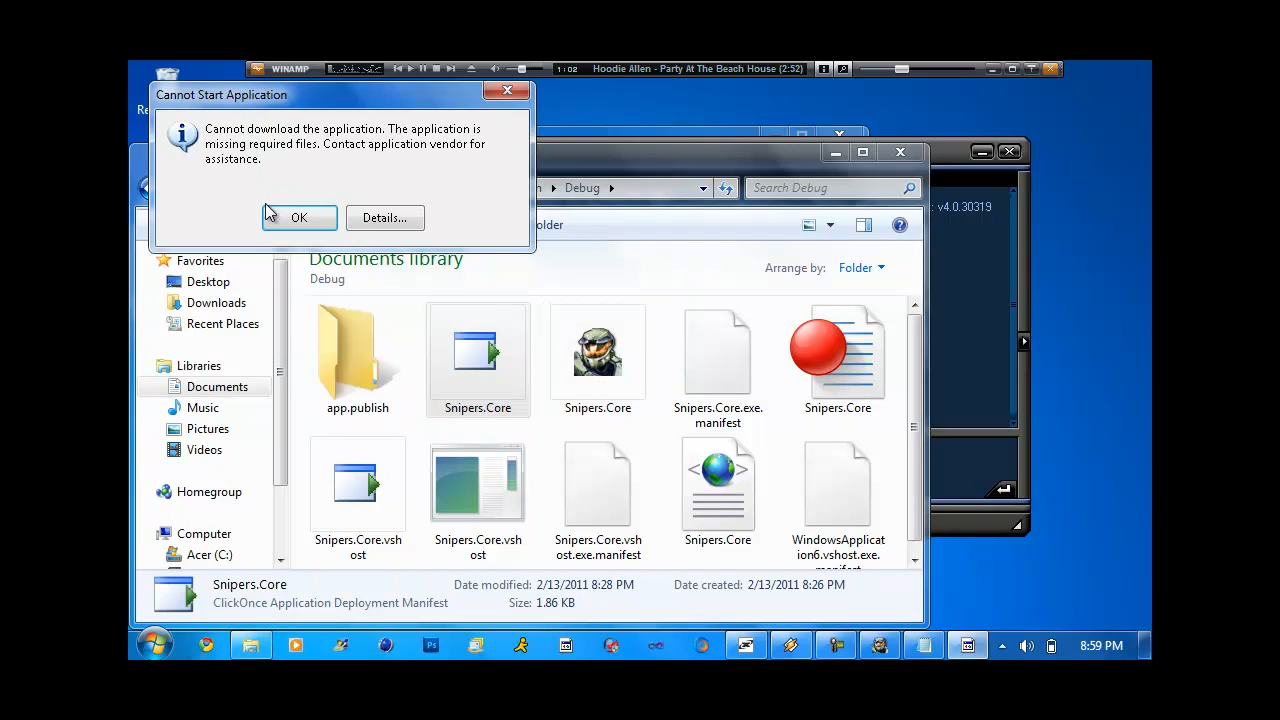 WINAMP
1:02
Hoodie Allen - Party At The Beach House (2:52)
Re
Cannot Start Application
Cannot download the application. The application is
missing required files. Contact application vendor for
assistance.
OK
Details...
Debug
Search Debug
: v4.0.30319
older
Documents library
Debug
Arrange by:
Folder
Favorites
Desktop
Downloads
Recent Places
Libraries
Documents
Music
Pictures
Videos
Homegroup
Computer
Acer (C:)
app.publish
Snipers.Core
Snipers.Core
Snipers.Core.exe.
manifest
Snipers.Core
Snipers.Core.vsh
ost
Snipers.Core.vsh
ost
Snipers.Core.vsh
ost.exe.manifest
Snipers.Core
WindowsApplicat
ion6.vshost.exe.
manifest
Snipers.Core
Date modified: 2/13/2011 8:28 PM
Date created: 2/13/2011 8:26 PM
ClickOnce Application Deployment Manifest
Size: 1.86 KB
Ps
8:59 PM